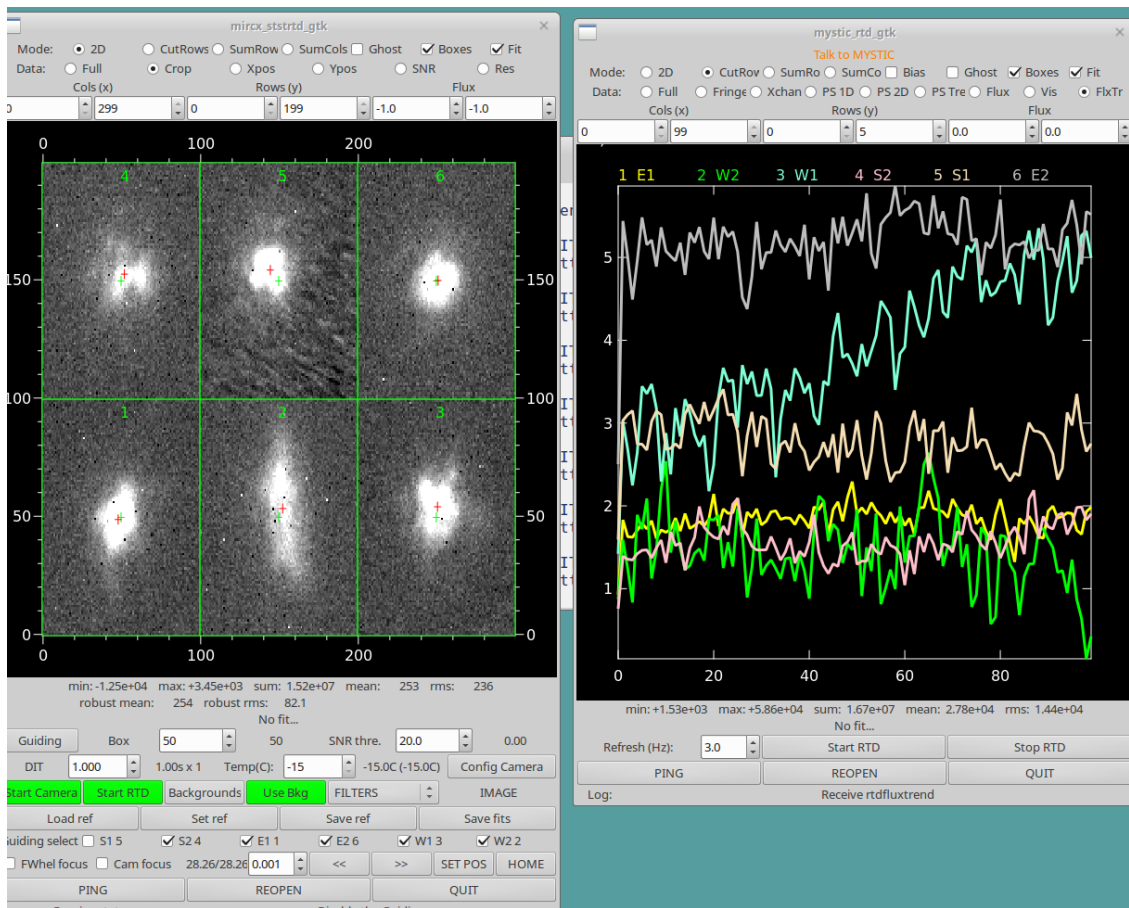 mircx_ststrtd_gtk
Mode: 2D CutRows SumRow SumCols Ghost Boxes Fit
Data: Full Crop Xpos Ypos SNR Res
Cols (x) Rows (y) Flux
299 0 199 -1.0 -1.0
0 100 200
4 5 6
150 150
100 100
1 2 3
50 50
0 0
0 100 200
min: -1.25e+04 max: +3.45e+03 sum: 1.52e+07 mean: 253 rms: 236
robust mean: 254 robust rms: 82.1
No fit...
Guiding Box 50 50 SNR thre. 20.0 0.00
DIT 1.000 1.00s x 1 Temp(C): -15 -15.0C (-15.0C) Config Camera
Start Camera Start RTD Backgrounds Use Bkg FILTERS IMAGE
Load ref Set ref Save ref Save fits
Guiding select S1 5 S2 4 E1 1 E2 6 W1 3 W2 2
FWhel focus Cam focus 28.26/28.26 0.001 << >> SET POS HOME
PING REOPEN QUIT
mystic_rtd_gtk
Talk to MYSTIC
Mode: 2D CutRov SumRo SumCo Bias Ghost Boxes Fit
Data: Full Fringe Xchan PS 1D PS 2D PS Tre Flux Vis FlxTr
Cols (x) Rows (y) Flux
0 99 0 5 0.0 0.0
1 E1 2 W2 3 W1 4 S2 5 S1 6 E2
5
4
3
2
1
0 20 40 60 80
min: +1.53e+03 max: +5.86e+04 sum: 1.67e+07 mean: 2.78e+04 rms: 1.44e+04
No fit...
Refresh (Hz): 3.0 Start RTD Stop RTD
PING REOPEN QUIT
Log: Receive rtdfluxtrend